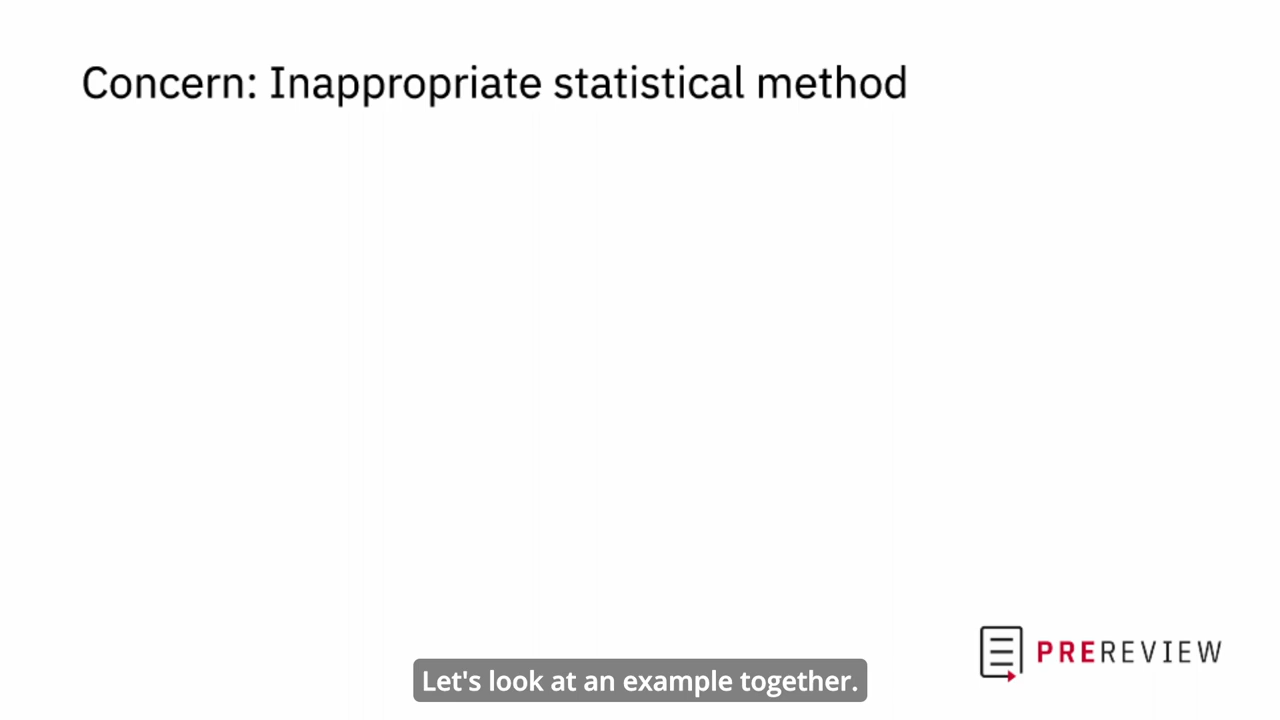 Concern: Inappropriate statistical method
PREREVIEW
Let's look at an example together.